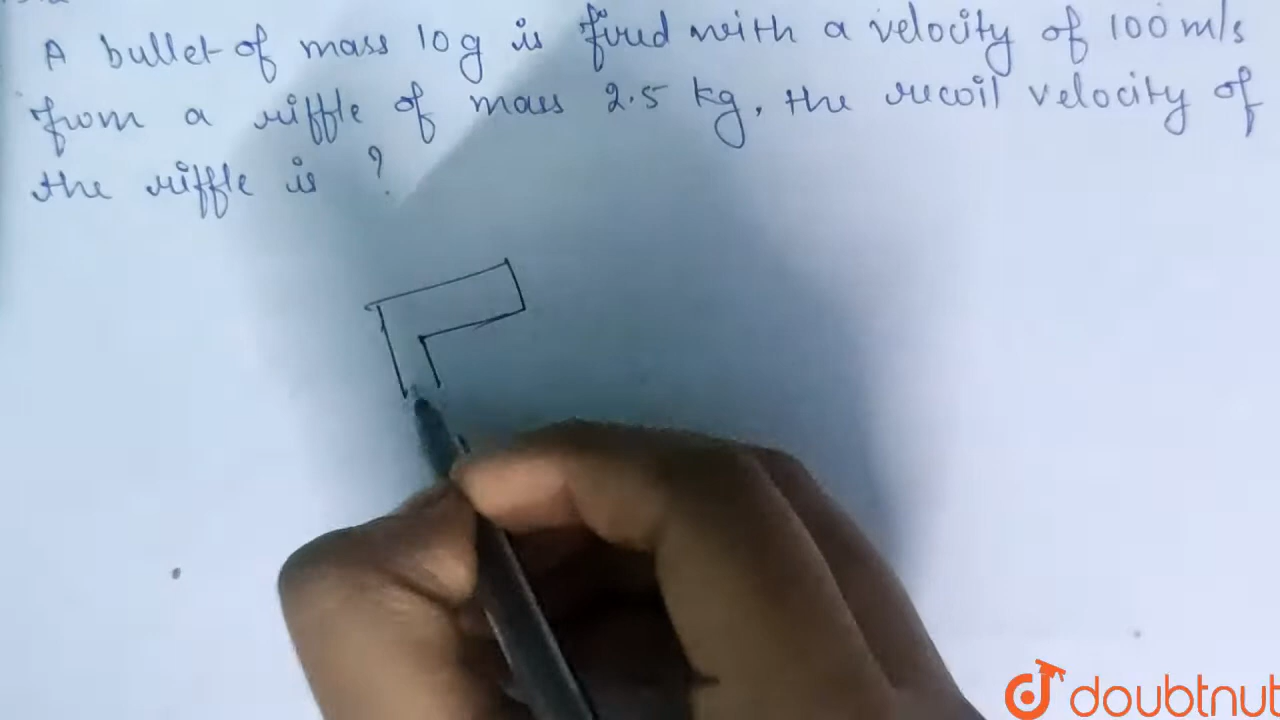 A bullet of mass 10g is fired with a velocity of 100 m/s
from a riffle of mass 2.5 kg, the recoil velocity of
the riffle is ?
doubtnut